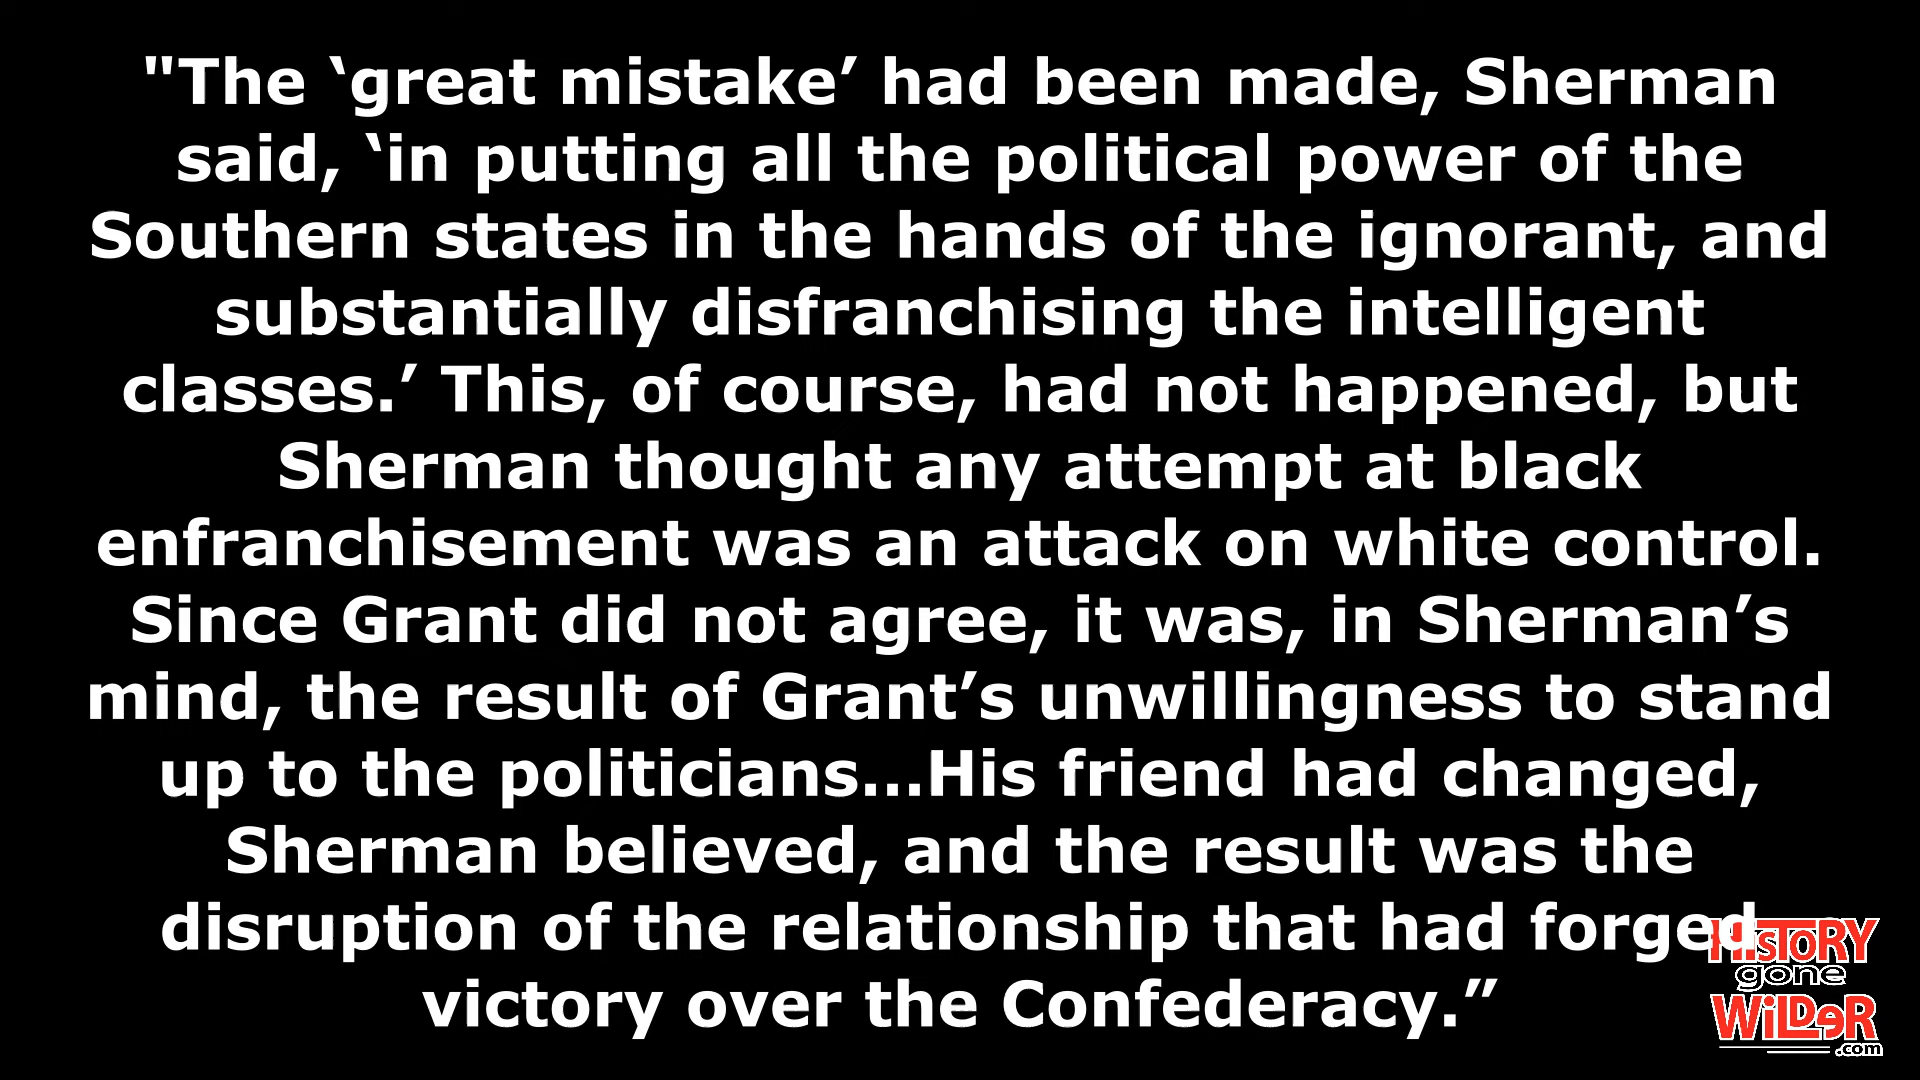 "The ‘great mistake’ had been made, Sherman
said, ‘in putting all the political power of the
Southern states in the hands of the ignorant, and
substantially disfranchising the intelligent
classes.’ This, of course, had not happened, but
Sherman thought any attempt at black
enfranchisement was an attack on white control.
Since Grant did not agree, it was, in Sherman’s
mind, the result of Grant’s unwillingness to stand
up to the politicians...His friend had changed,
Sherman believed, and the result was the
disruption of the relationship that had forged
victory over the Confederacy.”
HiSTORY
gone
WiLDeR
.com